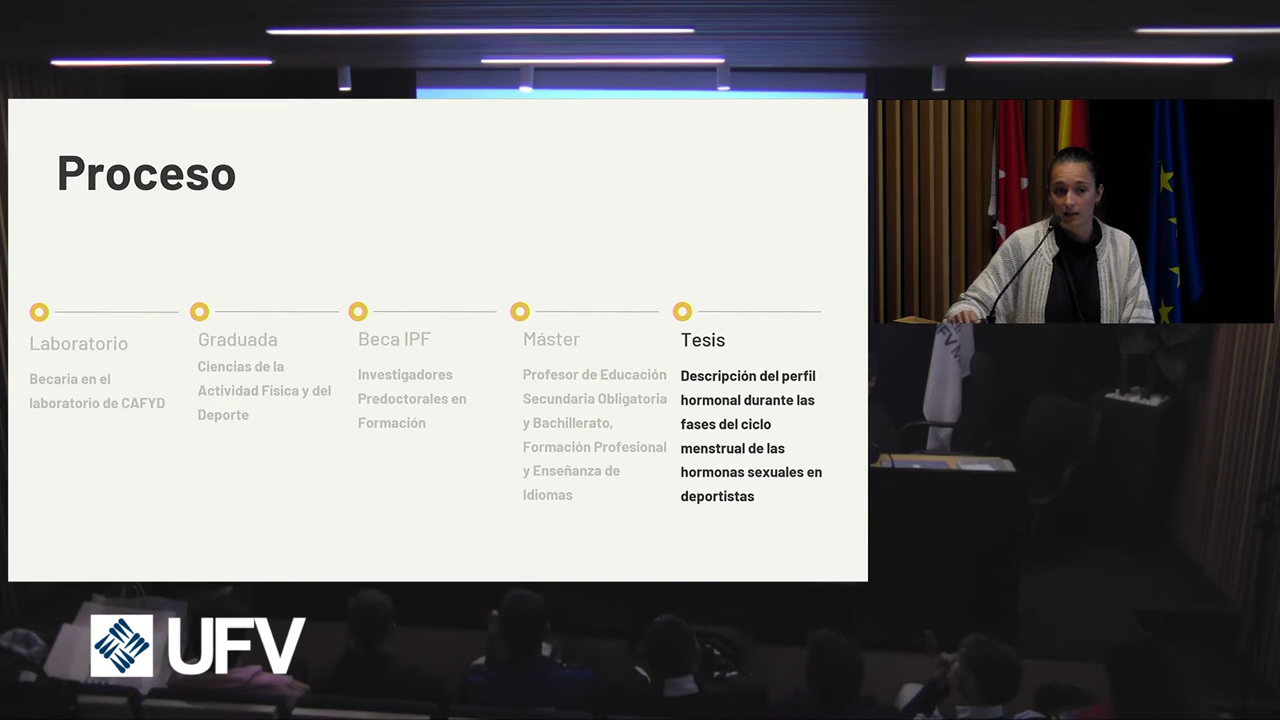 Proceso
Laboratorio
Becaria en el
laboratorio de CAFYD
Graduada
Ciencias de la
Actividad Física y del
Deporte
Beca IPF
Investigadores
Predoctorales en
Formación
Máster
Profesor de Educación
Secundaria Obligatoria
y Bachillerato,
Formación Profesional
y Enseñanza de
Idiomas
Tesis
Descripción del perfil
hormonal durante las
fases del ciclo
menstrual de las
hormonas sexuales en
deportistas
UFV